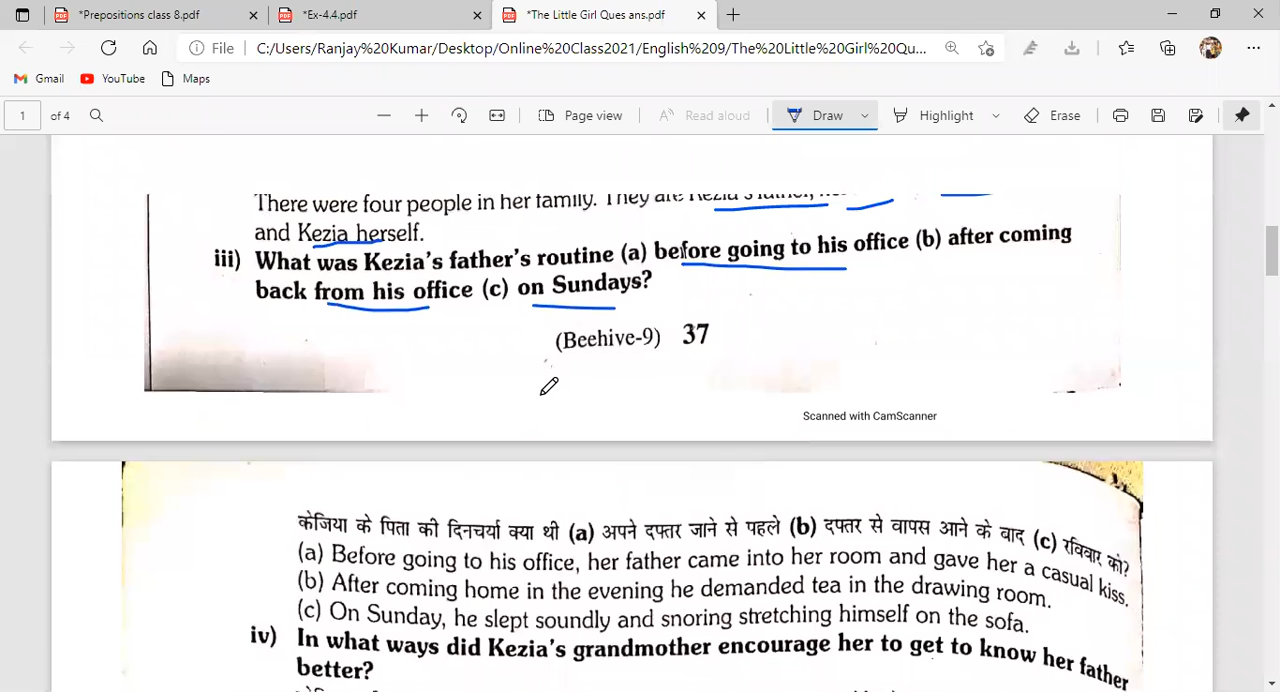 *Prepositions class 8.pdf
*Ex-4.4.pdf
*The Little Girl Ques ans.pdf
File
C:/Users/Ranjay%20Kumar/Desktop/Online%20Class2021/English%209/The%20Little%20Girl%20Qu...
Gmail
YouTube
Maps
1 of 4
Page view
Read aloud
Draw
Highlight
Erase
There were four people in her family. They are Kezia's father,
and Kezia herself.
iii) What was Kezia's father's routine (a) before going to his office (b) after coming
back from his office (c) on Sundays?
(Beehive-9) 37
Scanned with CamScanner
केजिया के पिता की दिनचर्या क्या थी (a) अपने दफ्तर जाने से पहले (b) दफ्तर से वापस आने के बाद (c) रविवार को?
(a) Before going to his office, her father came into her room and gave her a casual kiss.
(b) After coming home in the evening he demanded tea in the drawing room.
(c) On Sunday, he slept soundly and snoring stretching himself on the sofa.
iv) In what ways did Kezia's grandmother encourage her to get to know her father
better?